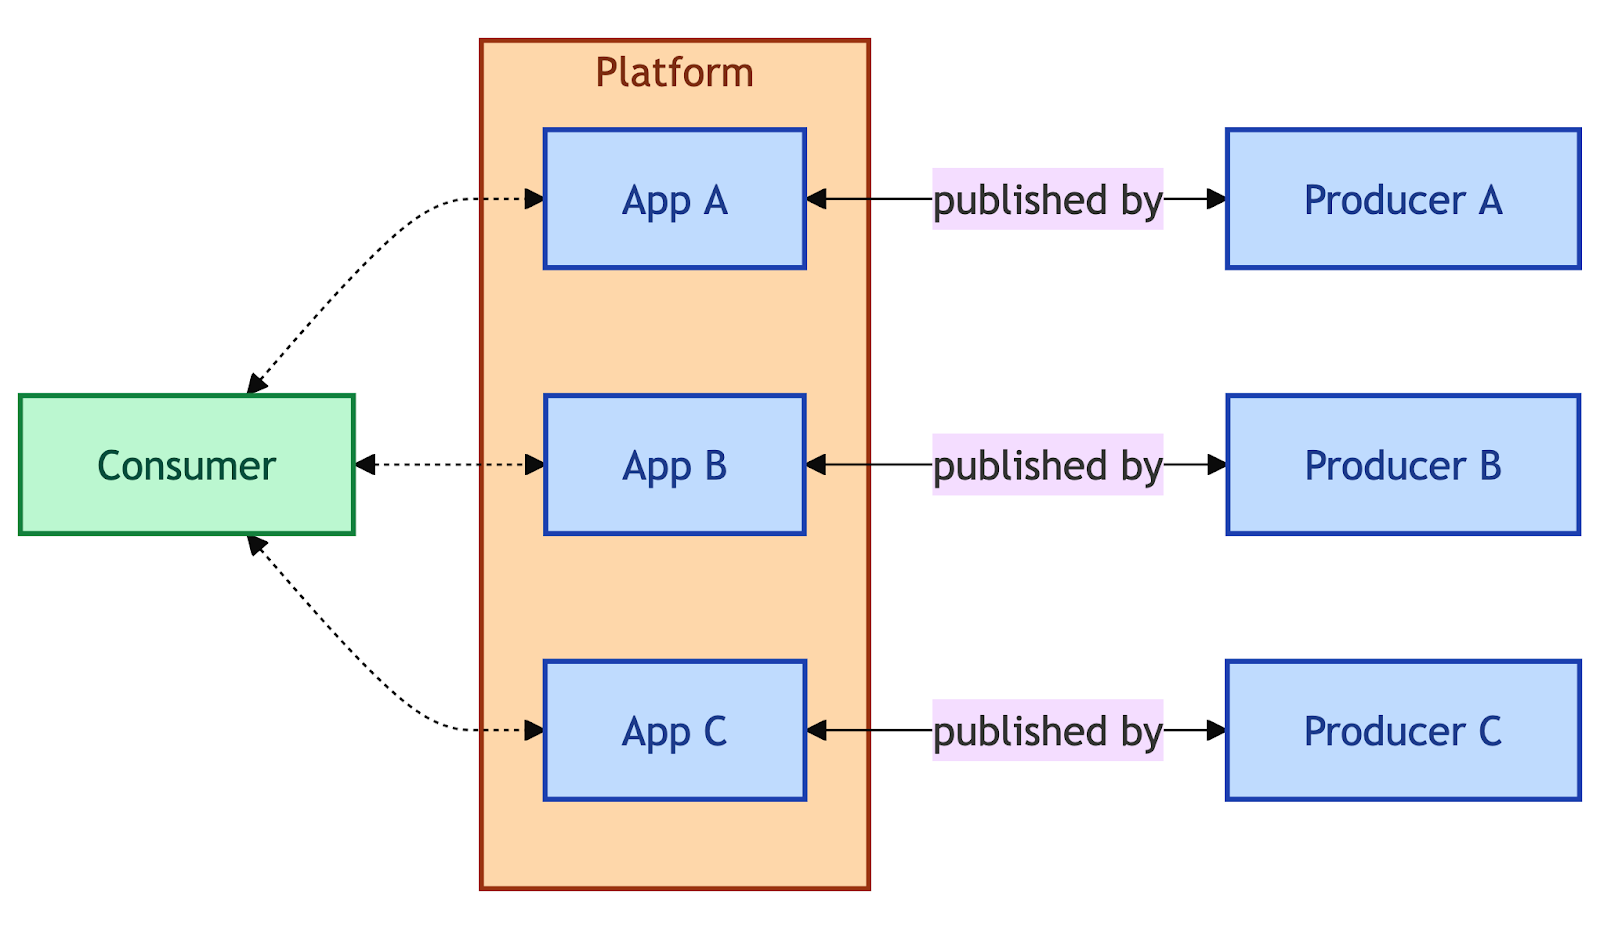 Platform
App A
published by
Producer A
Consumer
App B
published by
Producer B
App C
published by
Producer C